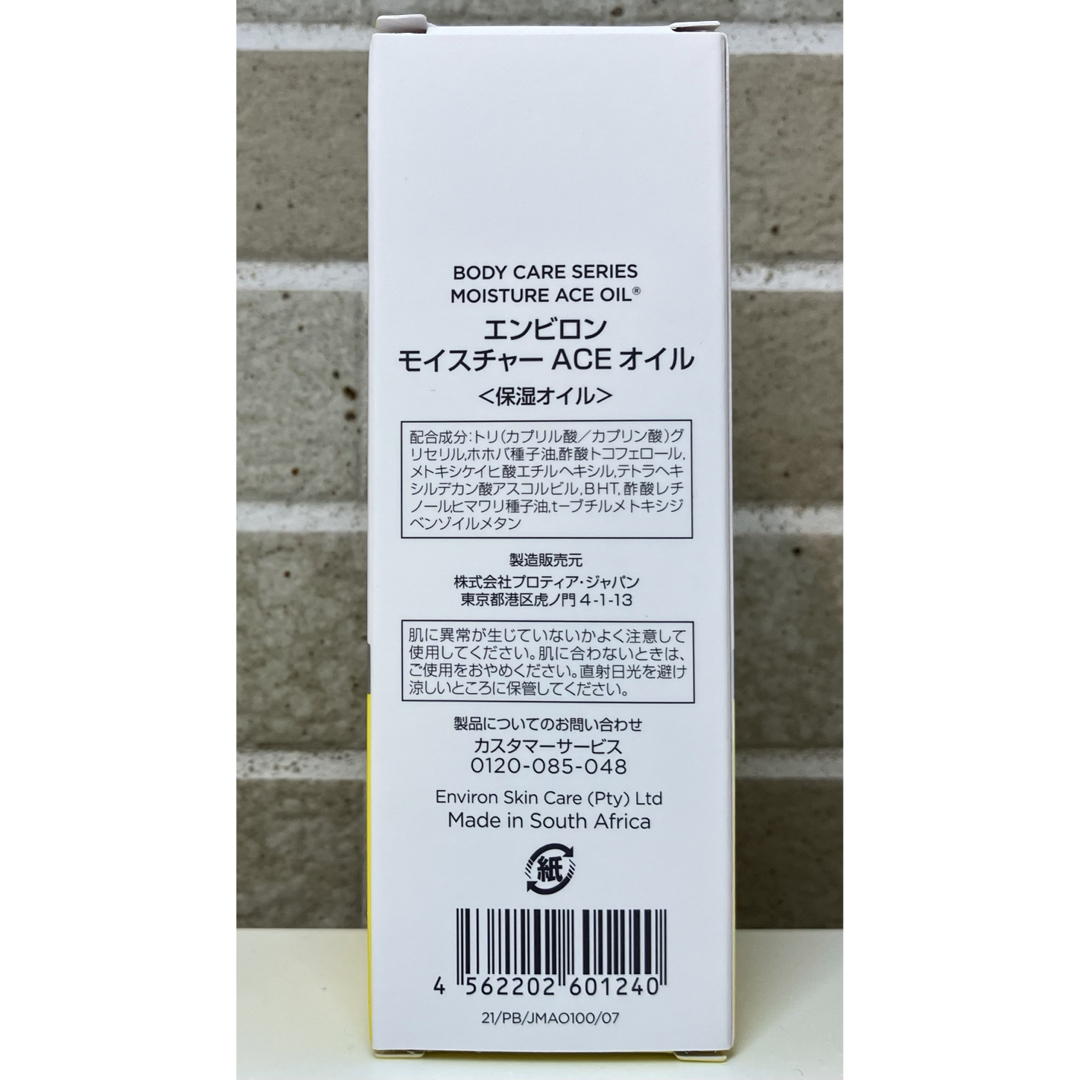 BODY CARE SERIES
MOISTURE ACE OIL®
エンビロン
モイスチャー ACE オイル
<保湿オイル>
配合成分:トリ(カプリル酸/カプリン酸)グ
リセリル,ホホバ種子油,酢酸トコフェロール,
メトキシケイヒ酸エチルヘキシル,テトラヘキ
シルデカン酸アスコルビル,BHT,酢酸レチ
ノール,ヒマワリ種子油,t-ブチルメトキシジ
ベンゾイルメタン
製造販売元
株式会社プロティア・ジャパン
東京都港区虎ノ門 4-1-13
肌に異常が生じていないかよく注意して
使用してください。肌に合わないときは、
ご使用をおやめください。直射日光を避け
涼しいところに保管してください。
製品についてのお問い合わせ
カスタマーサービス
0120-085-048
Environ Skin Care (Pty) Ltd
Made in South Africa
紙
4 562202 601240
21/PB/JMAO100/07